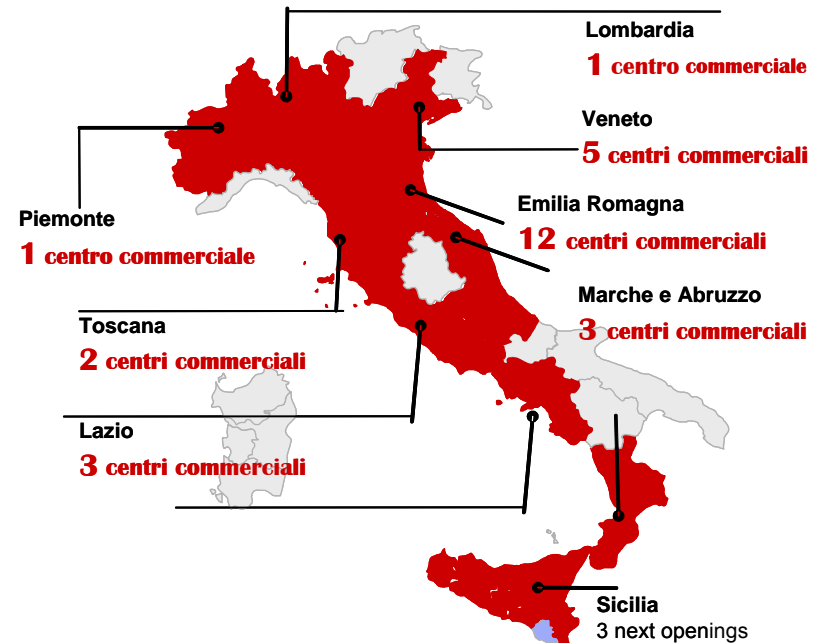 Lombardia
1 centro commerciale
Veneto
5 centri commerciali
Emilia Romagna
12 centri commerciali
Piemonte
1 centro commerciale
Marche e Abruzzo
3 centri commerciali
Toscana
2 centri commerciali
Lazio
3 centri commerciali
Sicilia
3 next openings